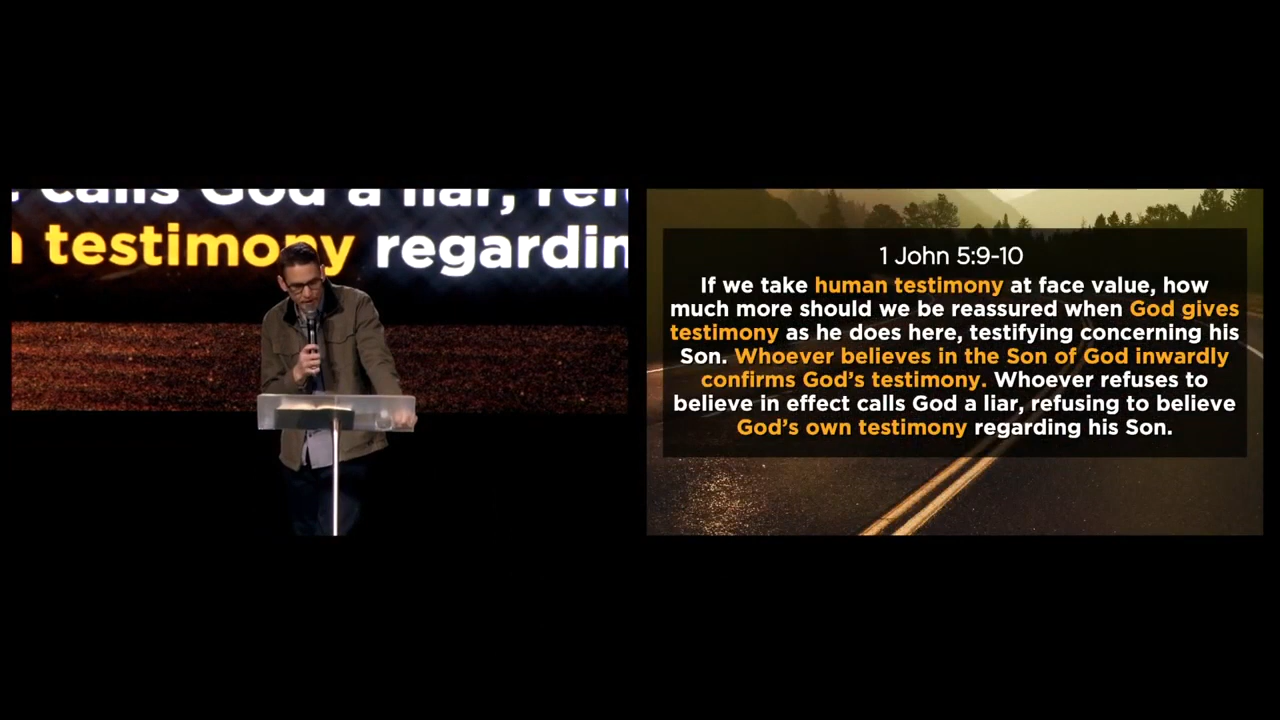 calls God a liar,
testimony
1 John 5:9-10
If we take human testimony at face value, how
much more should we be reassured when God gives
testimony as he does here, testifying concerning his
Son. Whoever believes in the Son of God inwardly
confirms God's testimony. Whoever refuses to
believe in effect calls God a liar, refusing to believe
God's own testimony regarding his Son.